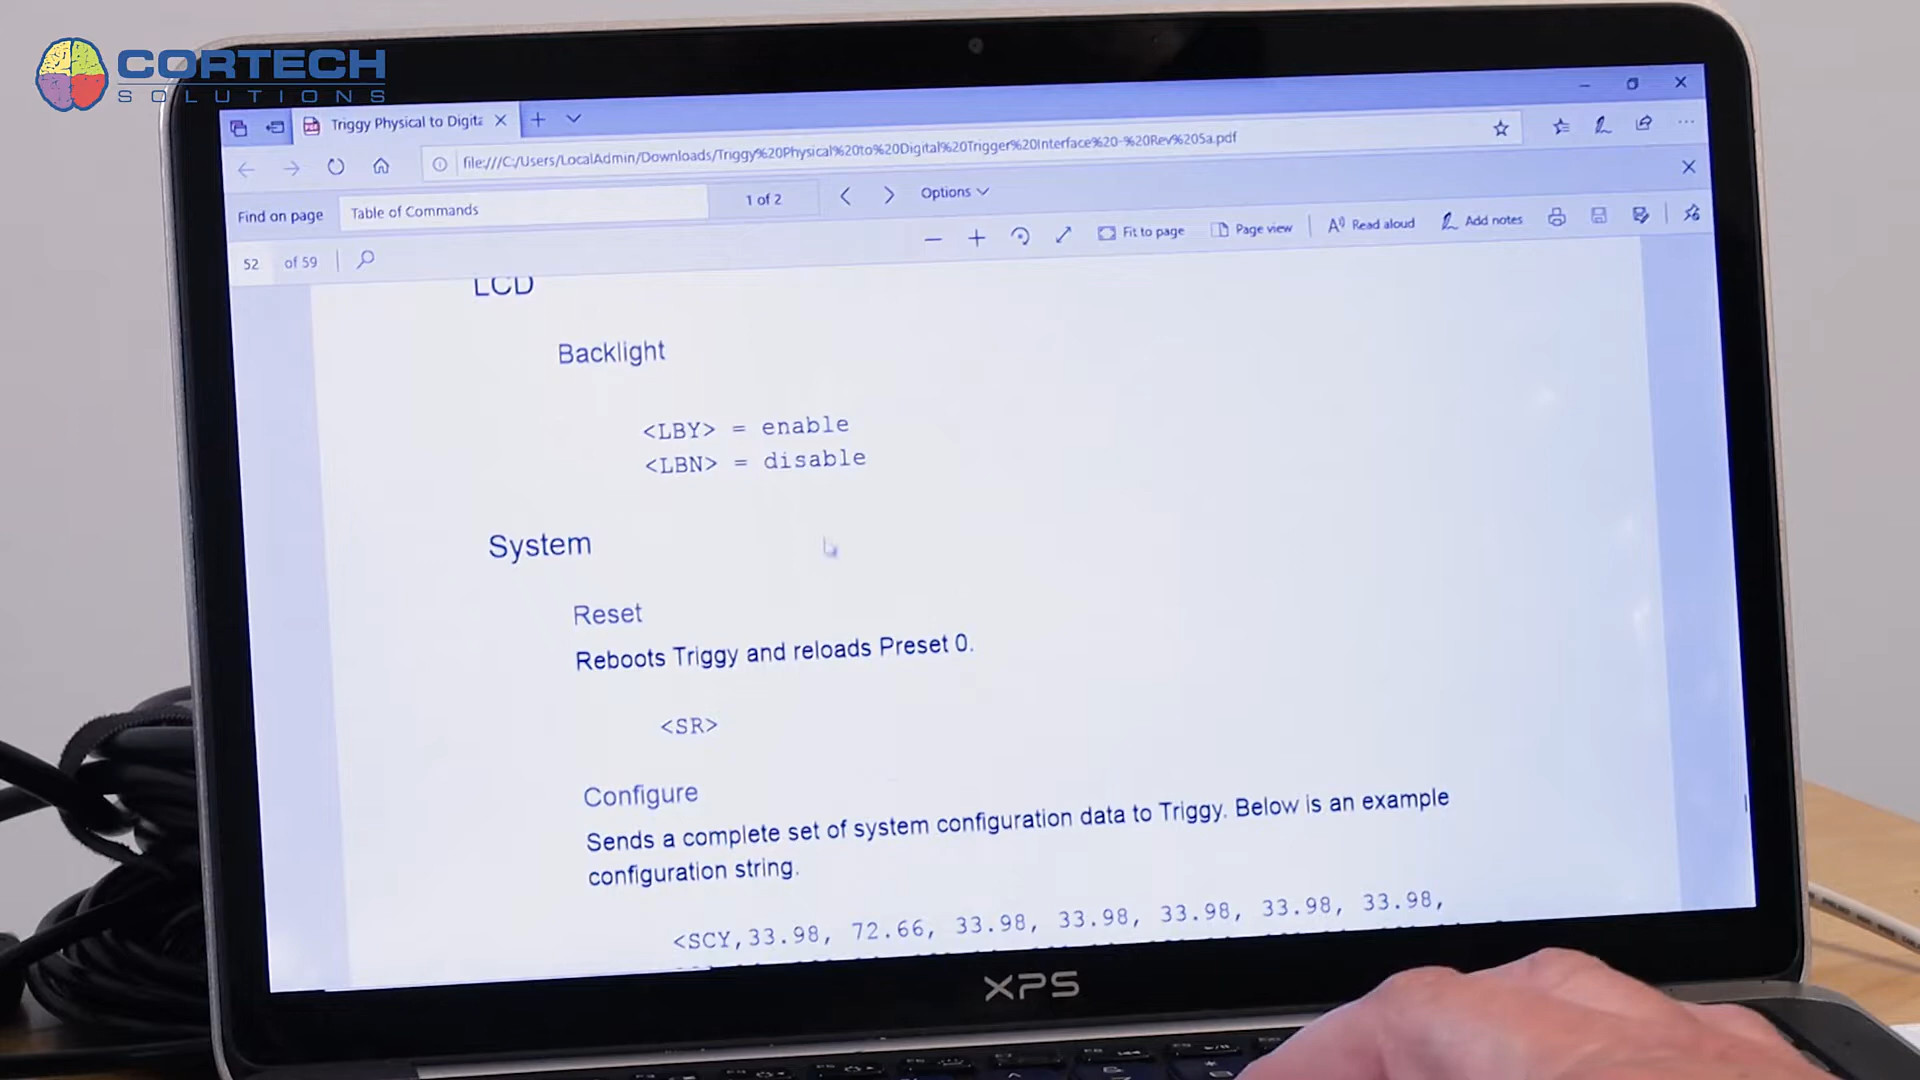 CORTECH
SOLUTIONS
Triggy Physical to Digita
file:///C:/Users/LocalAdmin/Downloads/Triggy%20Physical%20to%20Digital%20Trigger%20Interface%20-%20Rev%205a.pdf
Find on page
Table of Commands
1 of 2
Options
52 of 59
Fit to page
Page view
Read aloud
Add notes
LCD
Backlight
<LBY> = enable
<LBN> = disable
System
Reset
Reboots Triggy and reloads Preset 0.
<SR>
Configure
Sends a complete set of system configuration data to Triggy. Below is an example
configuration string.
<SCY,33.98, 72.66, 33.98, 33.98, 33.98, 33.98, 33.98,
XPS